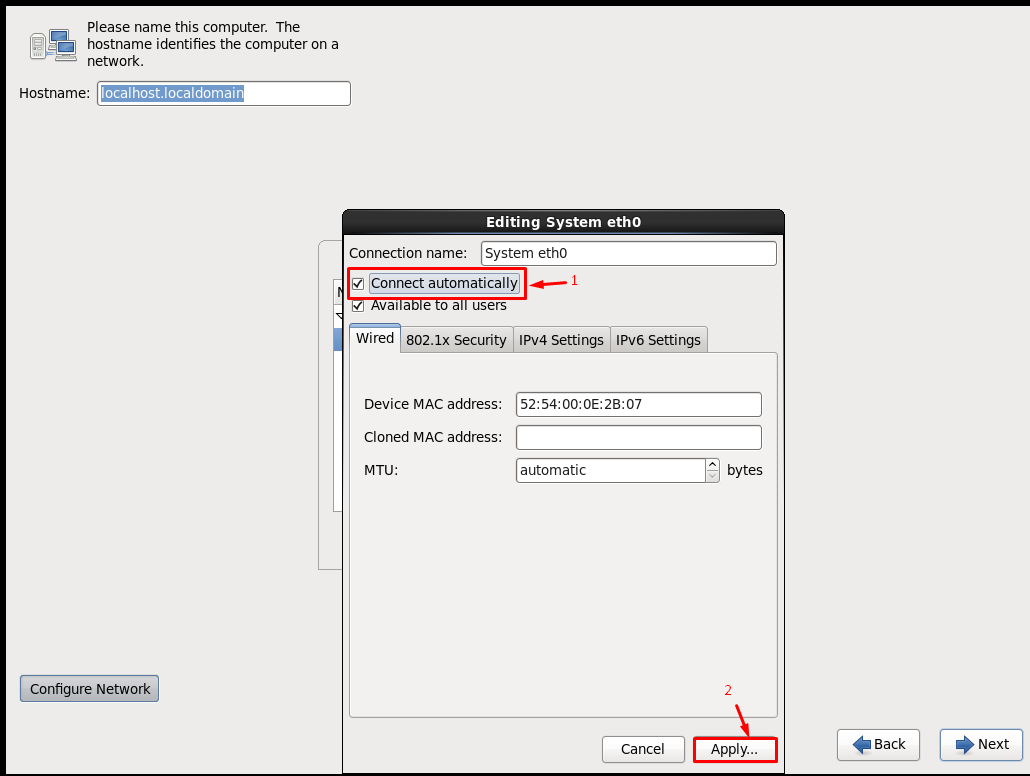 Please name this computer.  The
hostname identifies the computer on a
network.
Hostname: localhost.localdomain
Editing System eth0
Connection name: System eth0
Connect automatically
1
Available to all users
Wired 802.1x Security IPv4 Settings IPv6 Settings
Device MAC address: 52:54:00:0E:2B:07
Cloned MAC address:
MTU: automatic bytes
Configure Network
2
Cancel Apply... Back Next